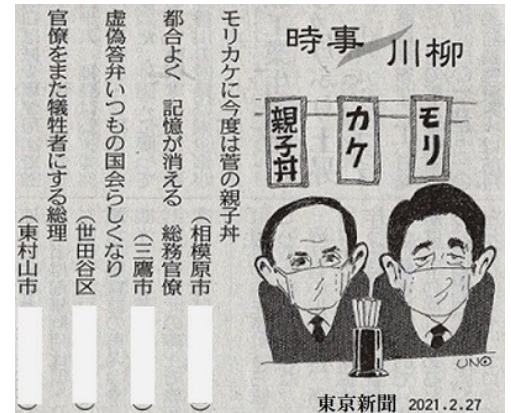 時事川柳
モリ
カケ
親子丼
UNO
モリカケに今度は菅の親子丼
（相模原市　）
都合よく　記憶が消える　総務官僚
（三鷹市　）
虚偽答弁いつもの国会らしくなり
（世田谷区　）
官僚をまた犠牲者にする総理
（東村山市　）
東京新聞 2021.2.27